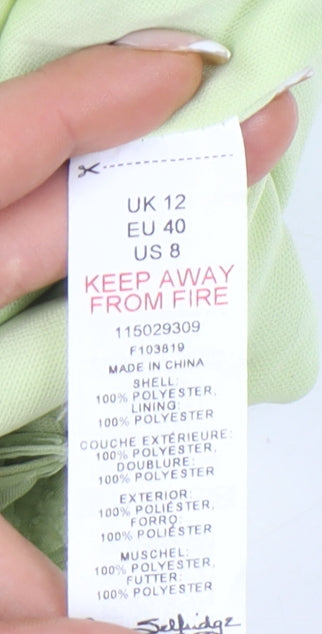 UK 12
EU 40
US 8
KEEP AWAY
FROM FIRE
115029309
F103819
MADE IN CHINA
SHELL:
100% POLYESTER,
LINING:
100% POLYESTER
COUCHE EXTÉRIEURE:
100% POLYESTER,
DOUBLURE:
100% POLYESTER
EXTERIOR:
100% POLIÉSTER,
FORRO:
100% POLIÉSTER
MUSCHEL:
100% POLYESTER,
FUTTER:
100% POLYESTER
Selfridge